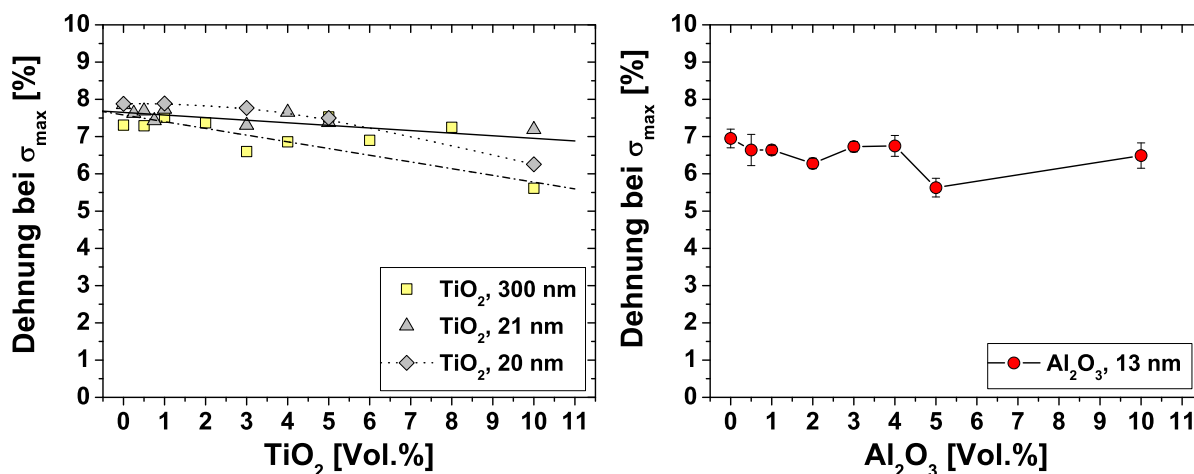 Dehnung bei σmax [%]
10
9
8
7
6
5
4
3
2
1
0
TiO2, 300 nm
TiO2, 21 nm
TiO2, 20 nm
0 1 2 3 4 5 6 7 8 9 10 11
TiO2 [Vol.%]
Dehnung bei σmax [%]
10
9
8
7
6
5
4
3
2
1
0
Al2O3, 13 nm
0 1 2 3 4 5 6 7 8 9 10 11
Al2O3 [Vol.%]